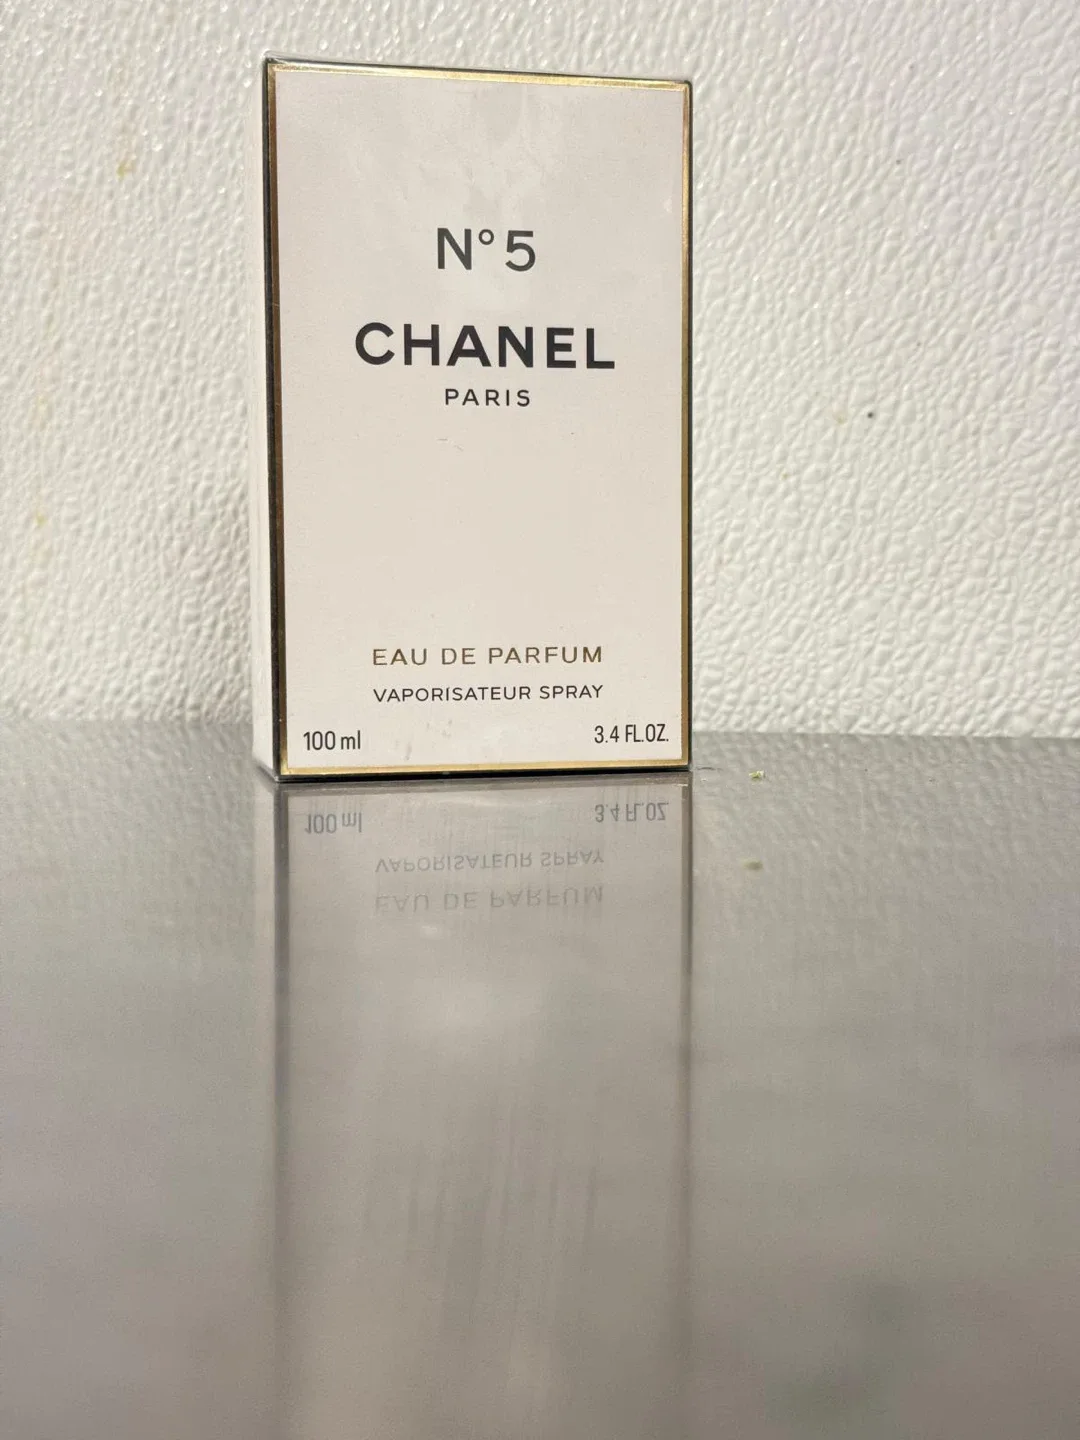 N°5
CHANEL
PARIS
EAU DE PARFUM
VAPORISATEUR SPRAY
100 ml
3.4 FL.OZ.